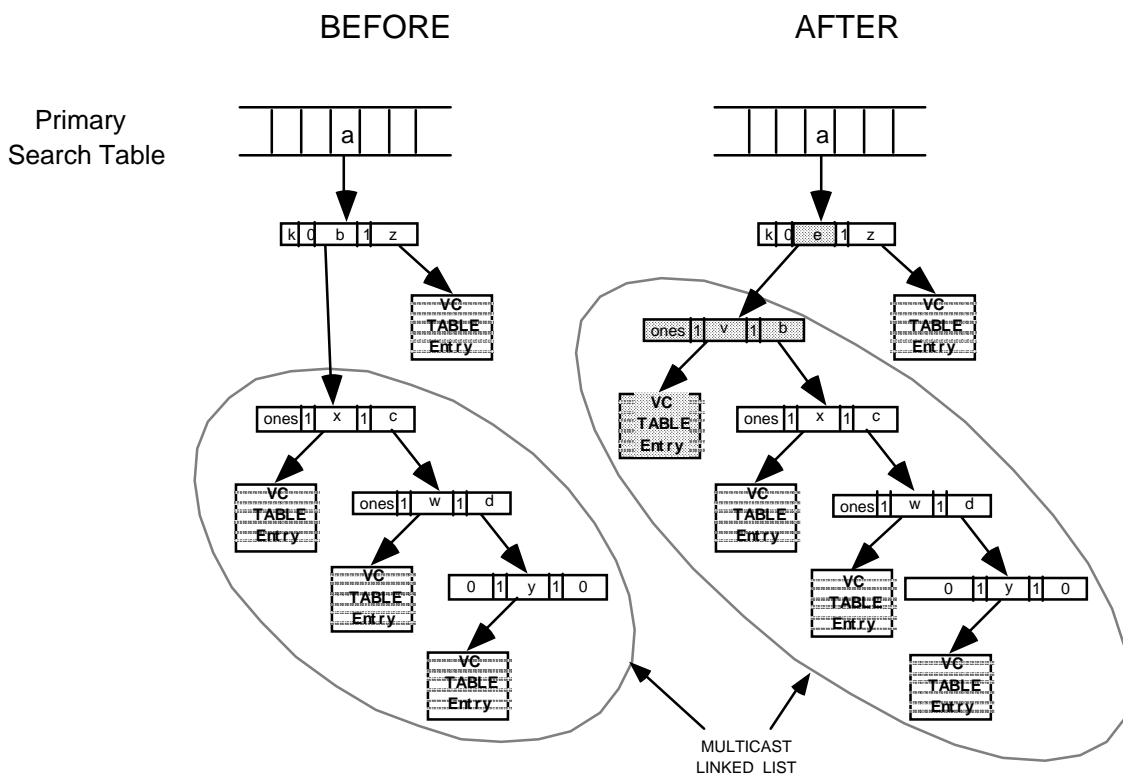 BEFORE
AFTER
Primary
Search Table
a
a
k 0 b 1 z
k 0 e 1 z
VC
TABLE
Entry
VC
TABLE
Entry
ones 1 v 1 b
VC
TABLE
Entry
ones 1 x 1 c
ones 1 x 1 c
VC
TABLE
Entry
ones 1 w 1 d
VC
TABLE
Entry
ones 1 w 1 d
VC
TABLE
Entry
0 1 y 1 0
VC
TABLE
Entry
0 1 y 1 0
VC
TABLE
Entry
VC
TABLE
Entry
MULTICAST
LINKED LIST